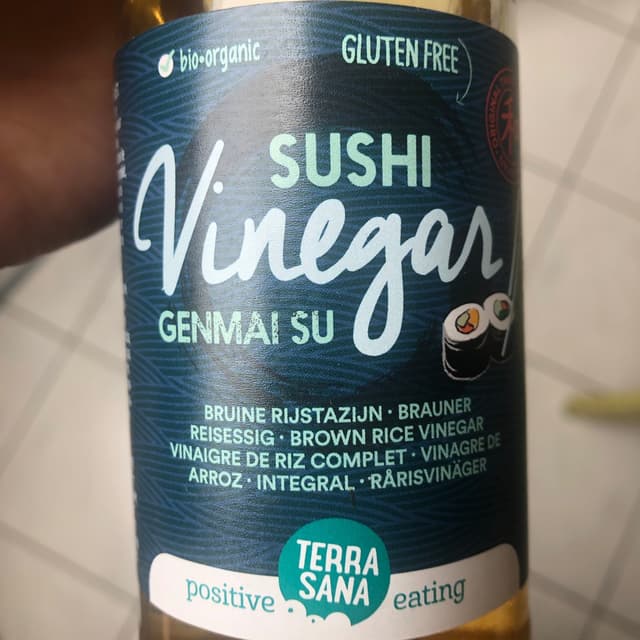 bio+organic
GLUTEN FREE
SUSHI
Vinegar
GENMAI SU
BRUINE RIJSTAZIJN · BRAUNER
REISESSIG · BROWN RICE VINEGAR
VINAIGRE DE RIZ COMPLET · VINAGRE DE
ARROZ · INTEGRAL · RÅRISVINÄGER
TERRA
SANA
positive eating